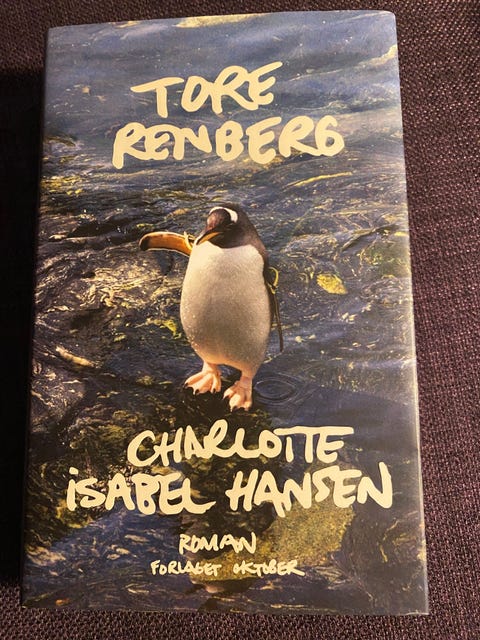 TORE
RENBERG
CHARLOTTE
iSABEL HANSEN
ROMAN
FORLAGET OKTOBER